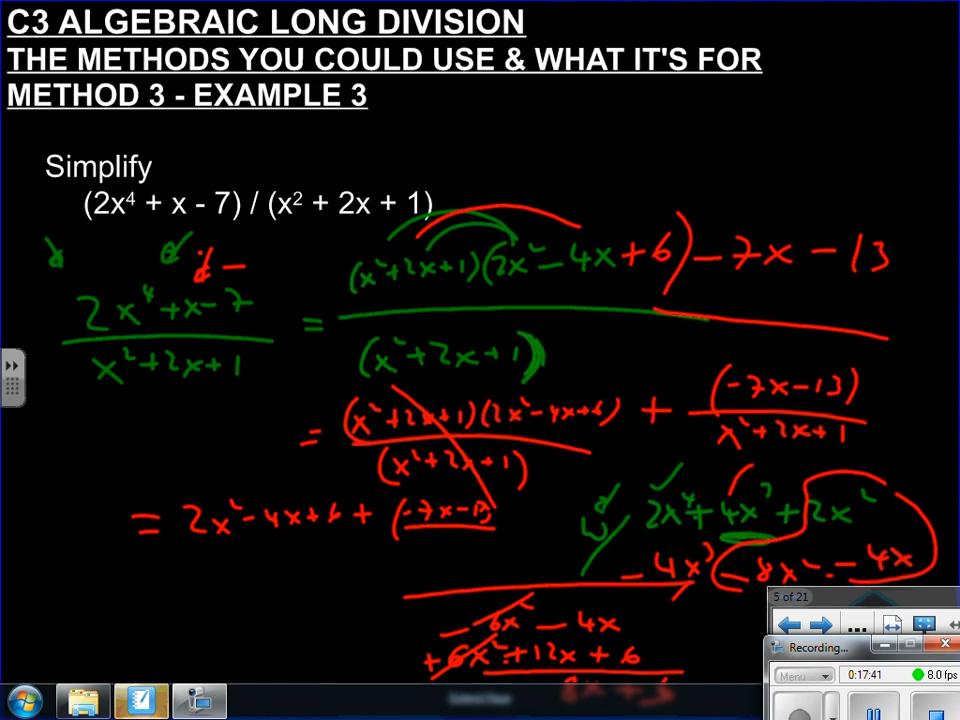 C3 ALGEBRAIC LONG DIVISION
THE METHODS YOU COULD USE & WHAT IT'S FOR
METHOD 3 - EXAMPLE 3
Simplify
(2x⁴ + x - 7) / (x² + 2x + 1)
2x⁴+x-7 / x²+2x+1 = (x²+2x+1)(2x²-4x+6)-7x-13 / (x²+2x+1)
= (x²+2x+1)(2x²-4x+6) / (x²+2x+1) + (-7x-13) / x²+2x+1
= 2x²-4x+6 + (-7x-13)
2x⁴+4x³+2x²
-4x³-8x²-4x
-6x²-4x
+6x²+12x+6
8x+6
5 of 21
Recording...
Menu
0:17:41
8.0 fps